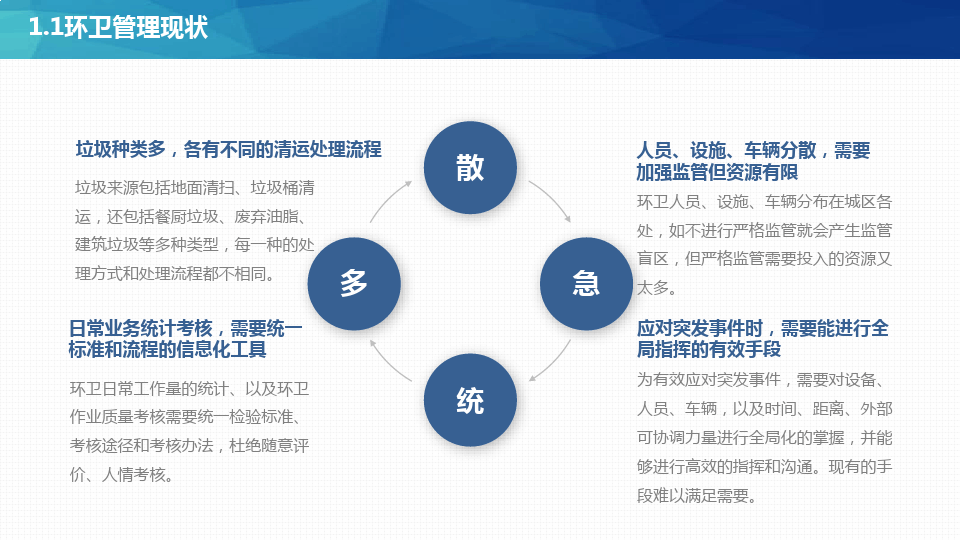 1.1环卫管理现状
垃圾种类多，各有不同的清运处理流程
垃圾来源包括地面清扫、垃圾桶清
运，还包括餐厨垃圾、废弃油脂、
建筑垃圾等多种类型，每一种的处
理方式和处理流程都不相同。
散
人员、设施、车辆分散，需要
加强监管但资源有限
环卫人员、设施、车辆分布在城区各
处，如不进行严格监管就会产生监管
盲区，但严格监管需要投入的资源又
太多。
多
急
日常业务统计考核，需要统一
标准和流程的信息化工具
环卫日常工作量的统计、以及环卫
作业质量考核需要统一检验标准、
考核途径和考核办法，杜绝随意评
价、人情考核。
统
应对突发事件时，需要能进行全
局指挥的有效手段
为有效应对突发事件，需要对设备、
人员、车辆，以及时间、距离、外部
可协调力量进行全局化的掌握，并能
够进行高效的指挥和沟通。现有的手
段难以满足需要。